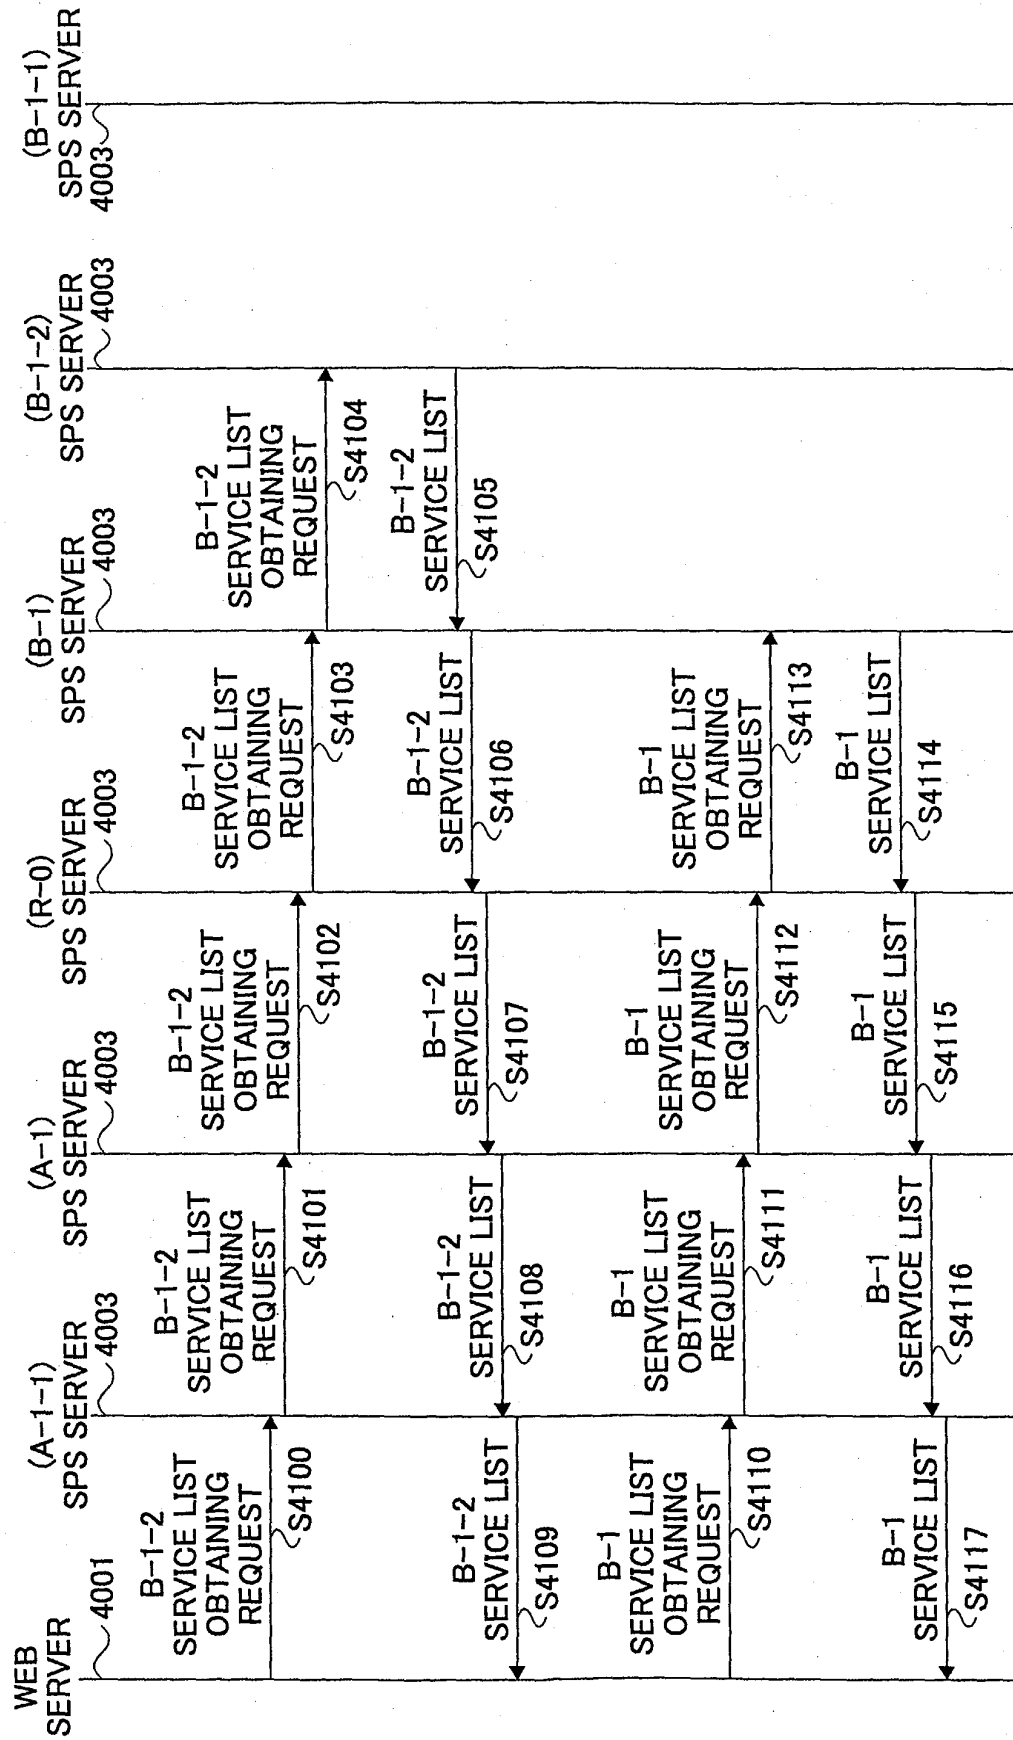 WEB
SERVER
4001
(A-1-1)
SPS SERVER
4003
(A-1)
SPS SERVER
4003
(R-0)
SPS SERVER
4003
(B-1)
SPS SERVER
4003
(B-1-2)
SPS SERVER
4003
(B-1-1)
SPS SERVER
4003
B-1-2
SERVICE LIST
OBTAINING
REQUEST
S4100
B-1-2
SERVICE LIST
OBTAINING
REQUEST
S4101
B-1-2
SERVICE LIST
OBTAINING
REQUEST
S4102
B-1-2
SERVICE LIST
OBTAINING
REQUEST
S4103
B-1-2
SERVICE LIST
OBTAINING
REQUEST
S4104
B-1-2
SERVICE LIST
S4105
B-1-2
SERVICE LIST
S4106
B-1-2
SERVICE LIST
S4107
B-1-2
SERVICE LIST
S4108
B-1-2
SERVICE LIST
S4109
B-1
SERVICE LIST
OBTAINING
REQUEST
S4110
B-1
SERVICE LIST
OBTAINING
REQUEST
S4111
B-1
SERVICE LIST
OBTAINING
REQUEST
S4112
B-1
SERVICE LIST
OBTAINING
REQUEST
S4113
B-1
SERVICE LIST
S4114
B-1
SERVICE LIST
S4115
B-1
SERVICE LIST
S4116
B-1
SERVICE LIST
S4117